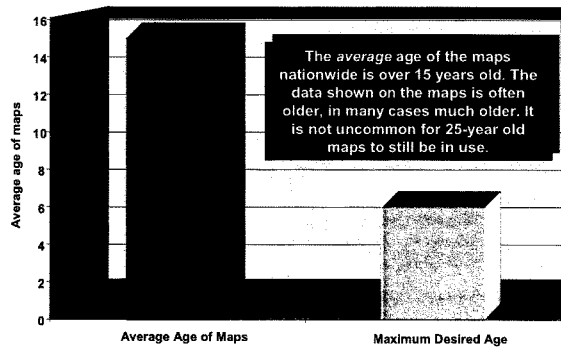 16
14
12
10
8
6
4
2
0
Average age of maps
The average age of the maps
nationwide is over 15 years old. The
data shown on the maps is often
older, in many cases much older. It
is not uncommon for 25-year old
maps to still be in use.
Average Age of Maps
Maximum Desired Age